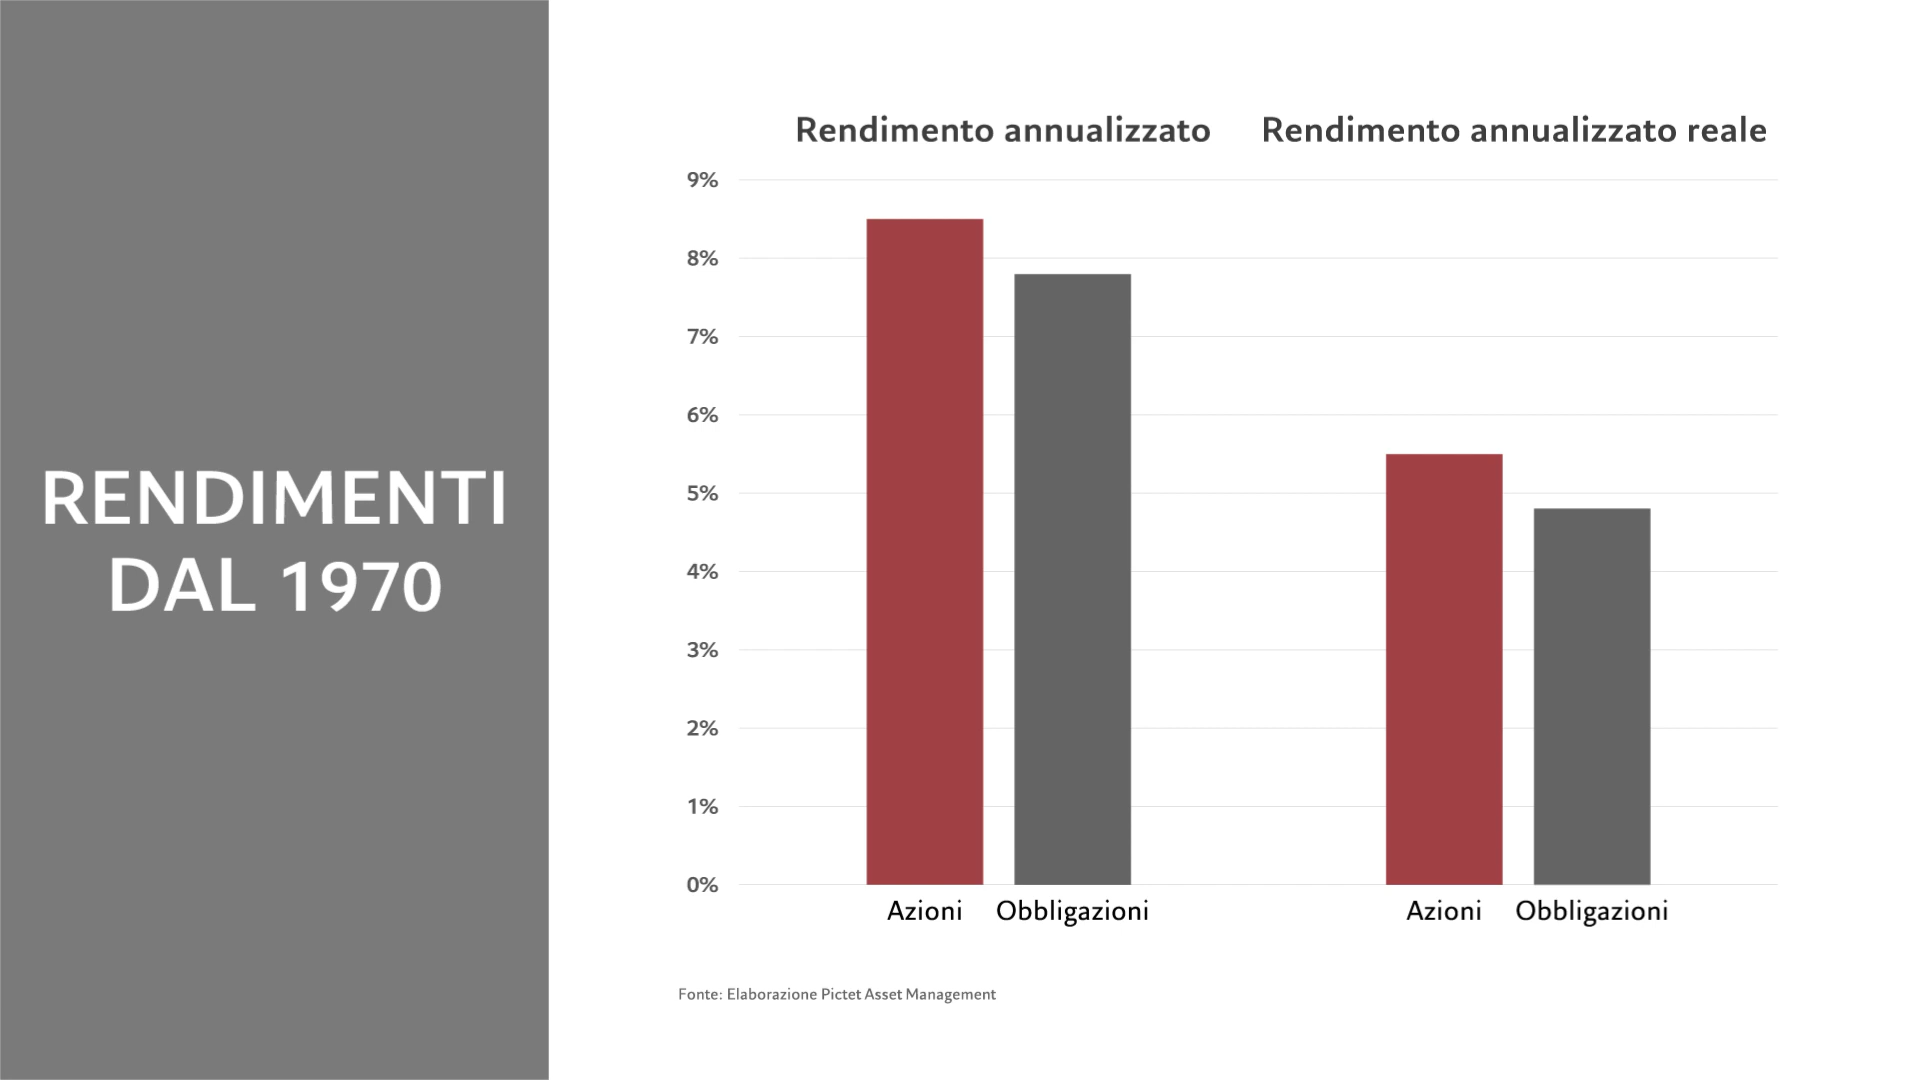 RENDIMENTI
DAL 1970
Rendimento annualizzato
Rendimento annualizzato reale
9%
8%
7%
6%
5%
4%
3%
2%
1%
0%
Azioni
Obbligazioni
Azioni
Obbligazioni
Fonte: Elaborazione Pictet Asset Management